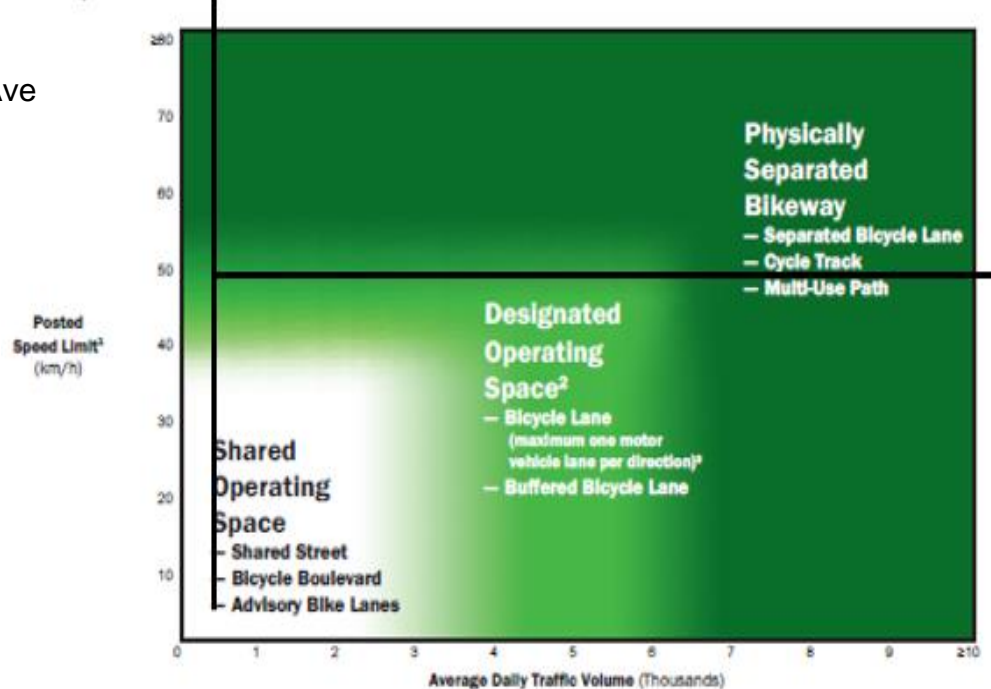 ≥80
70
60
50
40
30
20
10
Posted
Speed Limit¹
(km/h)
Physically
Separated
Bikeway
— Separated Bicycle Lane
— Cycle Track
— Multi-Use Path
Designated
Operating
Space²
— Bicycle Lane
(maximum one motor
vehicle lane per direction)³
— Buffered Bicycle Lane
Shared
Operating
Space
— Shared Street
— Bicycle Boulevard
— Advisory Bike Lanes
0 1 2 3 4 5 6 7 8 9 ≥10
Average Daily Traffic Volume (Thousands)